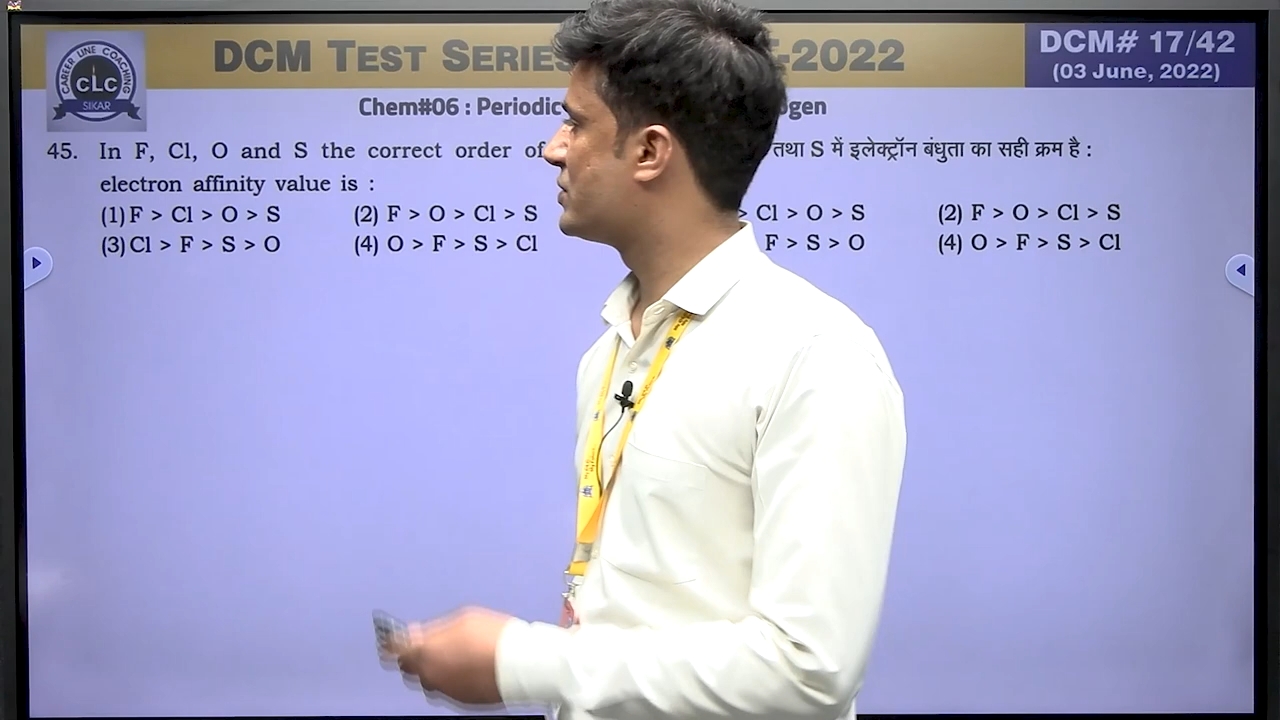 CAREER LINE COACHING
CLC
SIKAR
DCM TEST SERIES -2022
DCM# 17/42
(03 June, 2022)
Chem#06 : Periodic
45. In F, Cl, O and S the correct order of
electron affinity value is :
(1) F > Cl > O > S (2) F > O > Cl > S
(3) Cl > F > S > O (4) O > F > S > Cl
तथा S में इलेक्ट्रॉन बंधुता का सही क्रम है :
> Cl > O > S (2) F > O > Cl > S
F > S > O (4) O > F > S > Cl